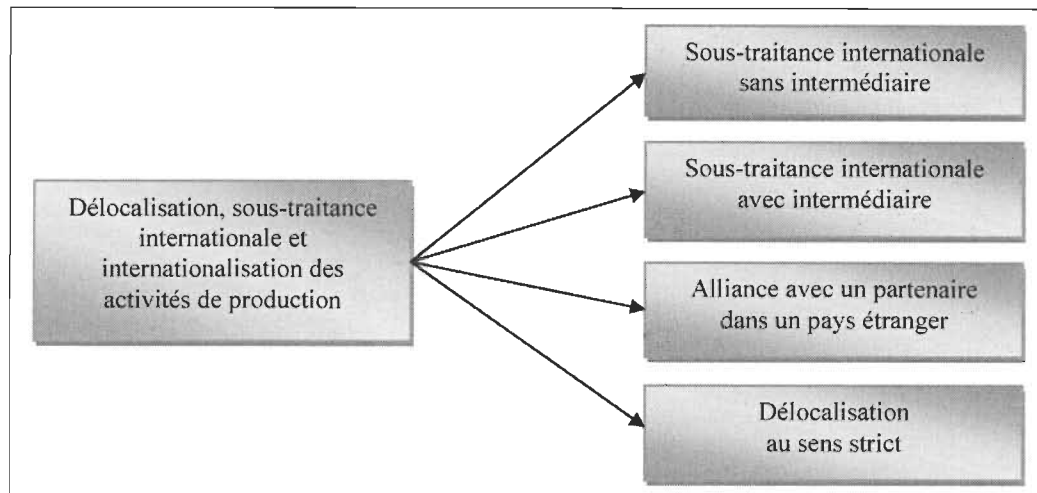 Délocalisation, sous-traitance
internationale et
internationalisation des
activités de production
Sous-traitance internationale
sans intermédiaire
Sous-traitance internationale
avec intermédiaire
Alliance avec un partenaire
dans un pays étranger
Délocalisation
au sens strict